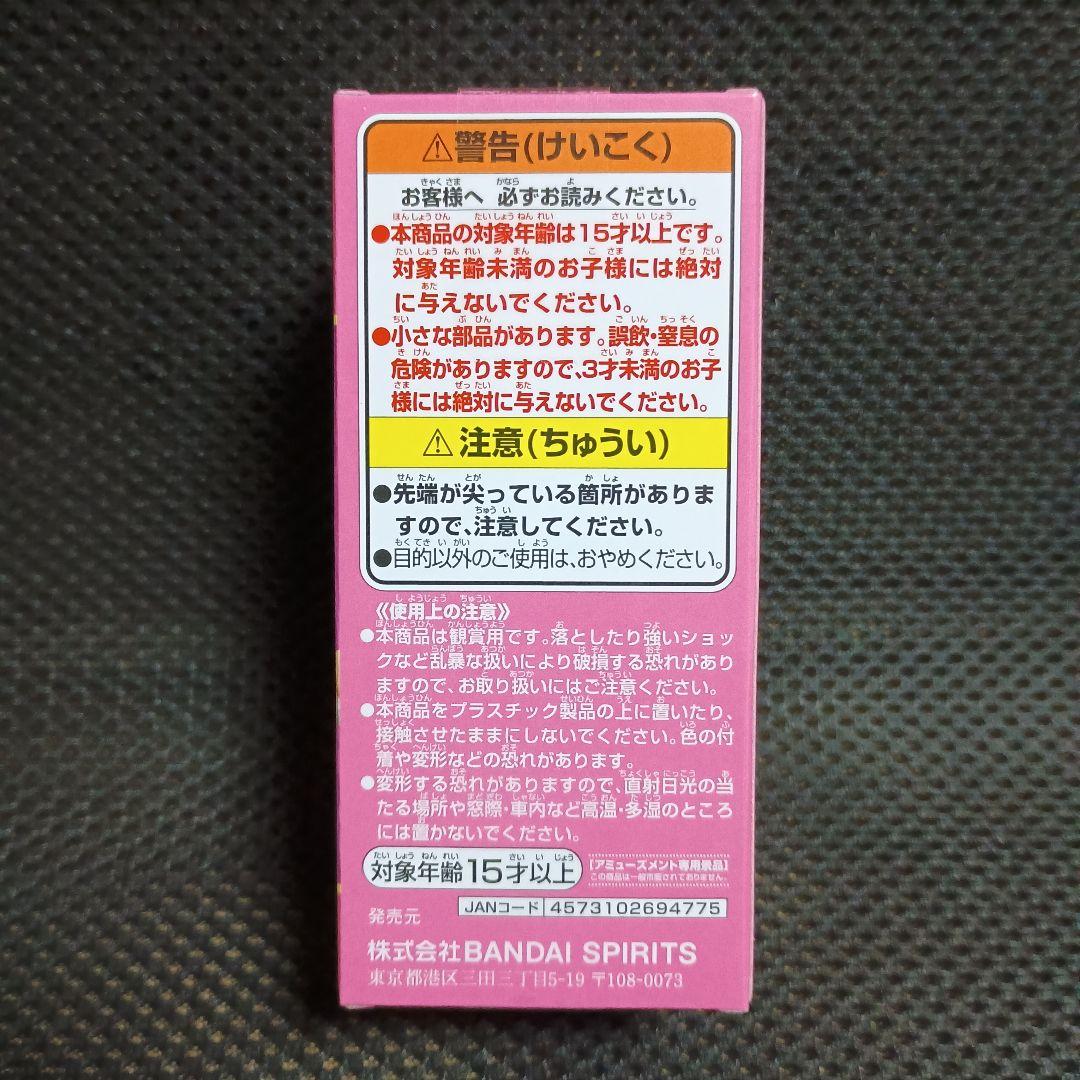 ⚠警告(けいこく)
お客様へ 必ずお読みください。
●本商品の対象年齢は15才以上です。
対象年齢未満のお子様には絶対
に与えないでください。
●小さな部品があります。誤飲・窒息の
危険がありますので、3才未満のお子
様には絶対に与えないでください。
⚠注意(ちゅうい)
●先端が尖っている箇所がありま
すので、注意してください。
●目的以外のご使用は、おやめください。
《使用上の注意》
●本商品は観賞用です。落としたり強いショッ
クなど乱暴な扱いにより破損する恐れがあり
ますので、お取り扱いにはご注意ください。
●本商品をプラスチック製品の上に置いたり、
接触させたままにしないでください。色の付
着や変形などの恐れがあります。
●変形する恐れがありますので、直射日光の当
たる場所や窓際・車内など高温・多湿のところ
には置かないでください。
対象年齢15才以上
[アミューズメント専用景品]
この商品は一般市販されておりません。
JANコード 4573102694775
発売元
株式会社BANDAI SPIRITS
東京都港区三田三丁目5-19 〒108-0073